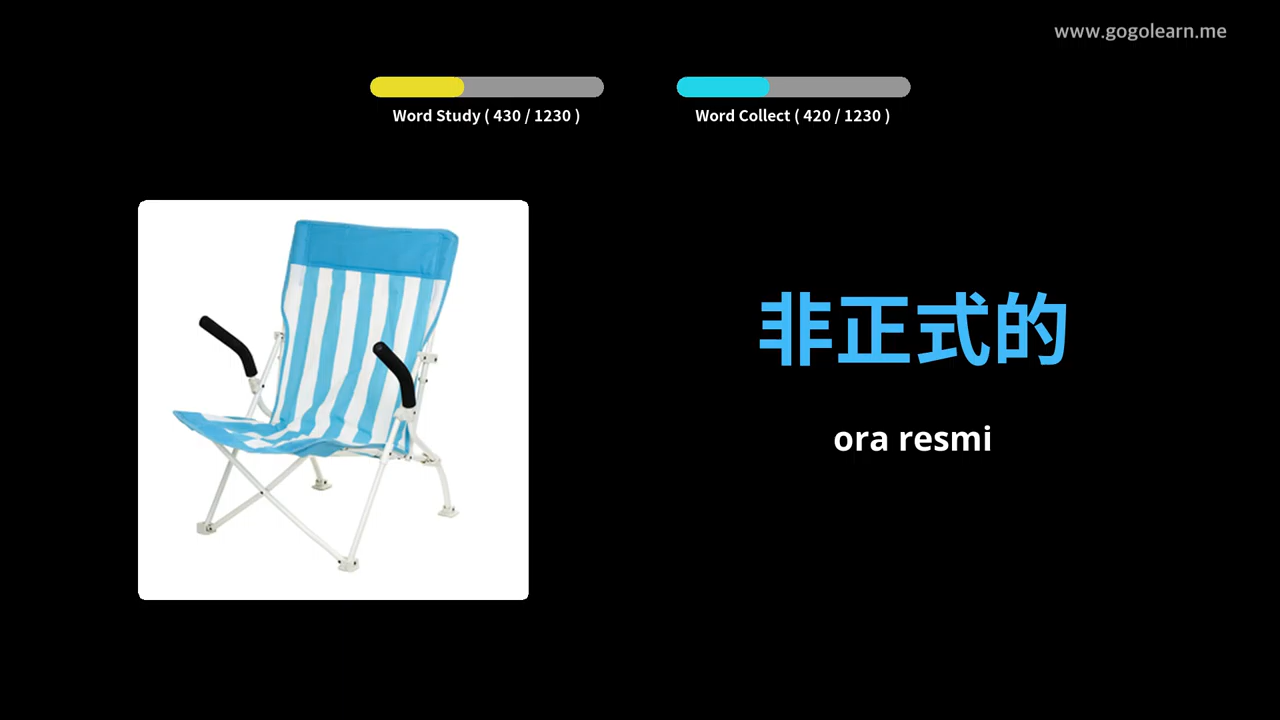 www.gogolearn.me
Word Study ( 430 / 1230 )
Word Collect ( 420 / 1230 )
非正式的
ora resmi